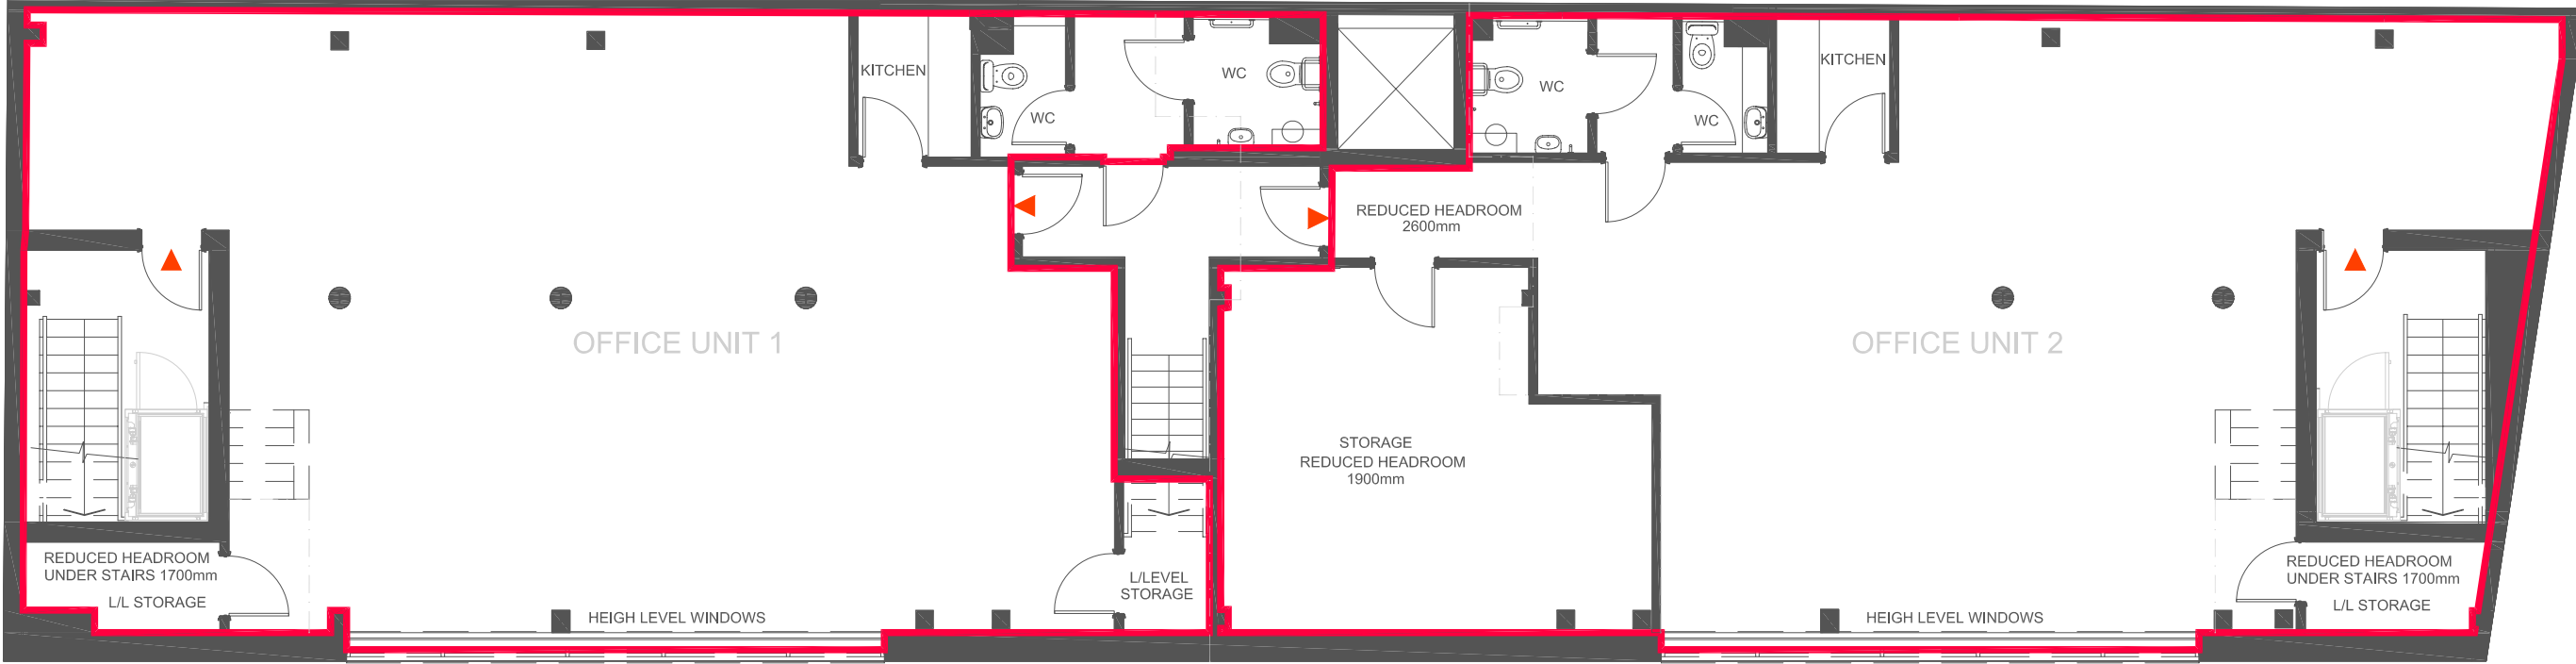 KITCHEN
WC
WC
WC
WC
KITCHEN
REDUCED HEADROOM
2600mm
OFFICE UNIT 1
OFFICE UNIT 2
STORAGE
REDUCED HEADROOM
1900mm
REDUCED HEADROOM
UNDER STAIRS 1700mm
L/L STORAGE
HEIGH LEVEL WINDOWS
L/LEVEL
STORAGE
HEIGH LEVEL WINDOWS
REDUCED HEADROOM
UNDER STAIRS 1700mm
L/L STORAGE